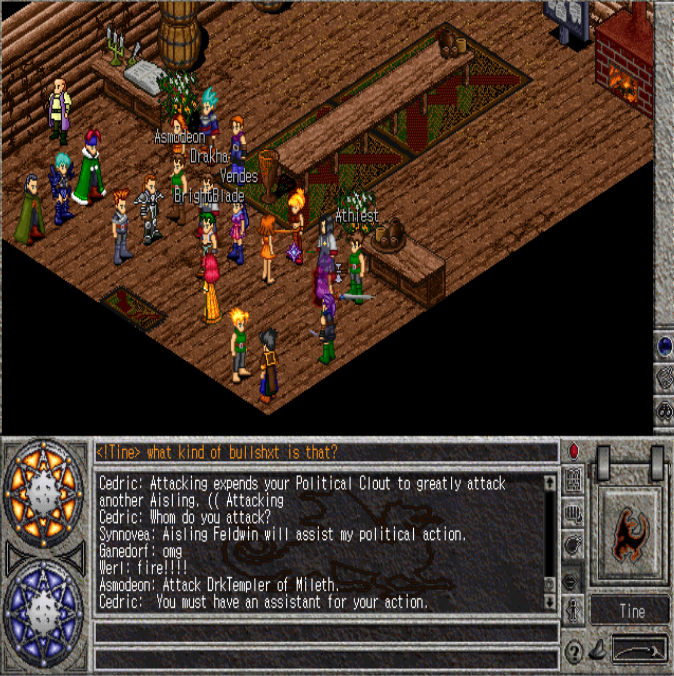 Asmodeon
Drakha
Vendes
BrightBlade
Athiest
<!Tine> what kind of bullshxt is that?
Cedric: Attacking expends your Political Clout to greatly attack
another Aisling. (( Attacking
Cedric: Whom do you attack?
Synnovea: Aisling Feldwin will assist my political action.
Ganedorf: omg
Werl: fire!!!!
Asmodeon: Attack DrkTempler of Mileth.
Cedric:  You must have an assistant for your action.
Tine
?